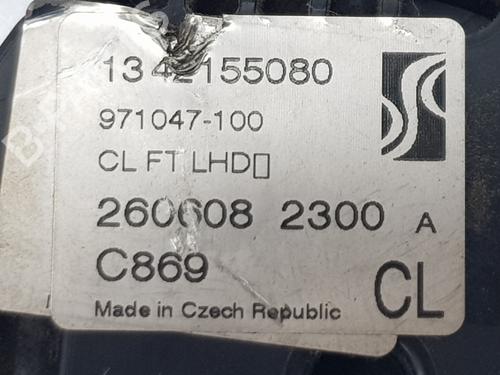 1342155080
971047-100
CL FT LHD▯
260608 2300 A
C869
Made in Czech Republic
CL